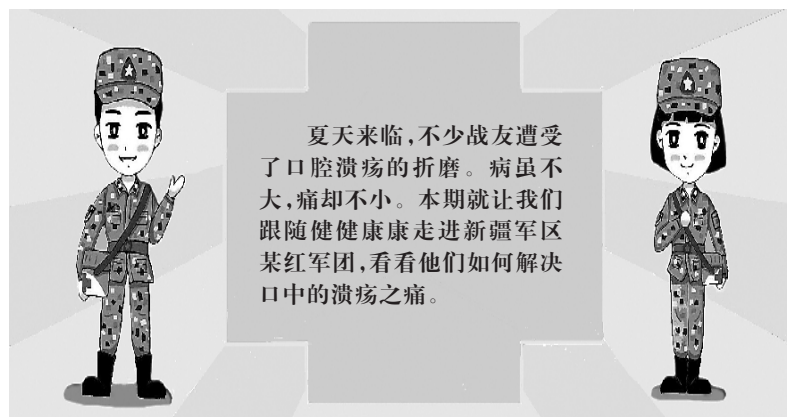 夏天来临,不少战友遭受
了口腔溃疡的折磨。病虽不
大,痛却不小。本期就让我们
跟随健健康康走进新疆军区
某红军团,看看他们如何解决
口中的溃疡之痛。